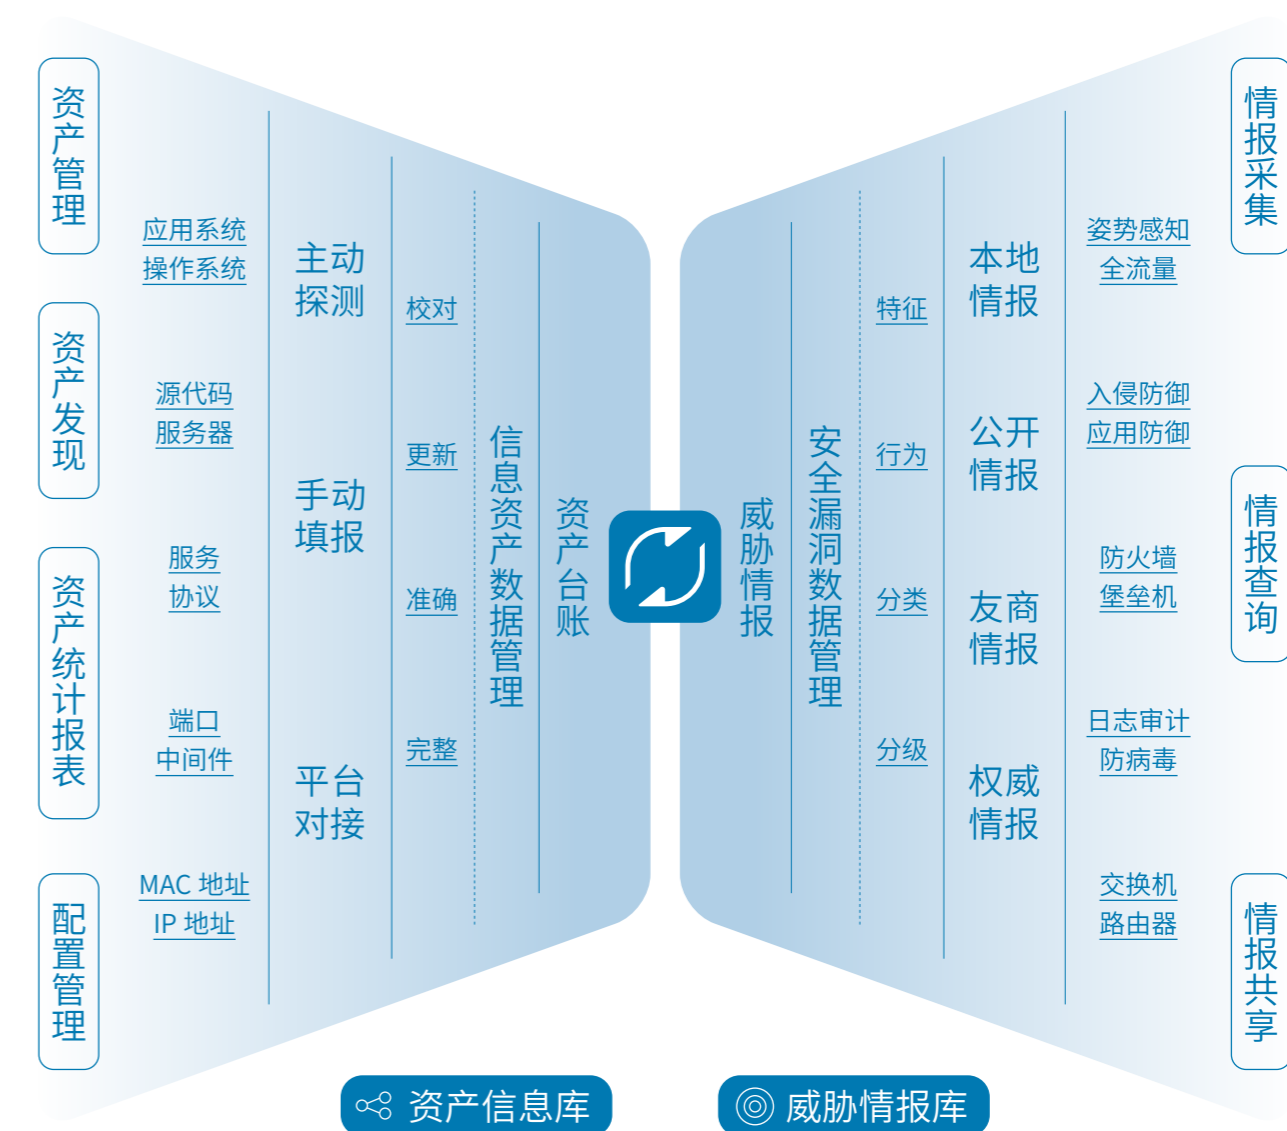 资产管理
资产发现
资产统计报表
配置管理
应用系统
操作系统
源代码
服务器
服务
协议
端口
中间件
MAC 地址
IP 地址
主动
探测
手动
填报
平台
对接
校对
更新
准确
完整
信息资产数据管理
资产台账
威胁情报
安全漏洞数据管理
特征
行为
分类
分级
本地
情报
公开
情报
友商
情报
权威
情报
姿势感知
全流量
入侵防御
应用防御
防火墙
堡垒机
日志审计
防病毒
交换机
路由器
情报采集
情报查询
情报共享
资产信息库
威胁情报库